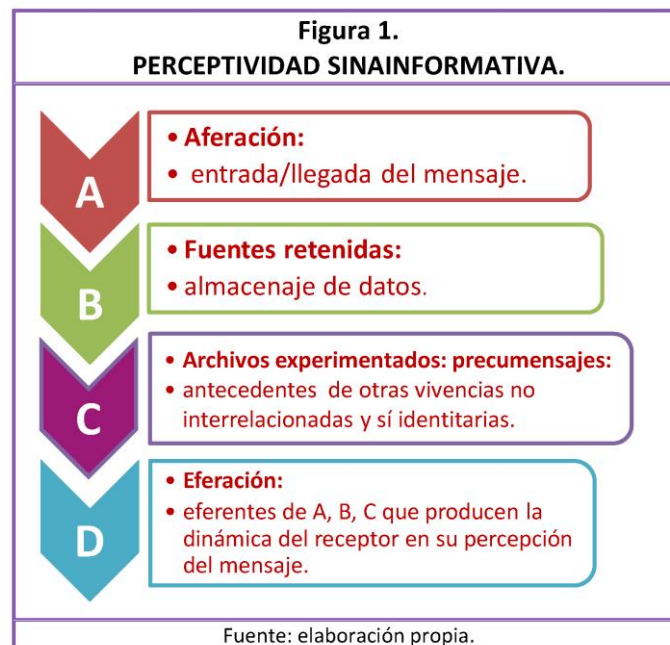 Figura 1.
PERCEPTIVIDAD SINAINFORMATIVA.
A
• Aferación:
• entrada/llegada del mensaje.
B
• Fuentes retenidas:
• almacenaje de datos.
C
• Archivos experimentados: precumensajes:
• antecedentes de otras vivencias no
interrelacionadas y sí identitarias.
D
• Eferación:
• eferentes de A, B, C que producen la
dinámica del receptor en su percepción
del mensaje.
Fuente: elaboración propia.